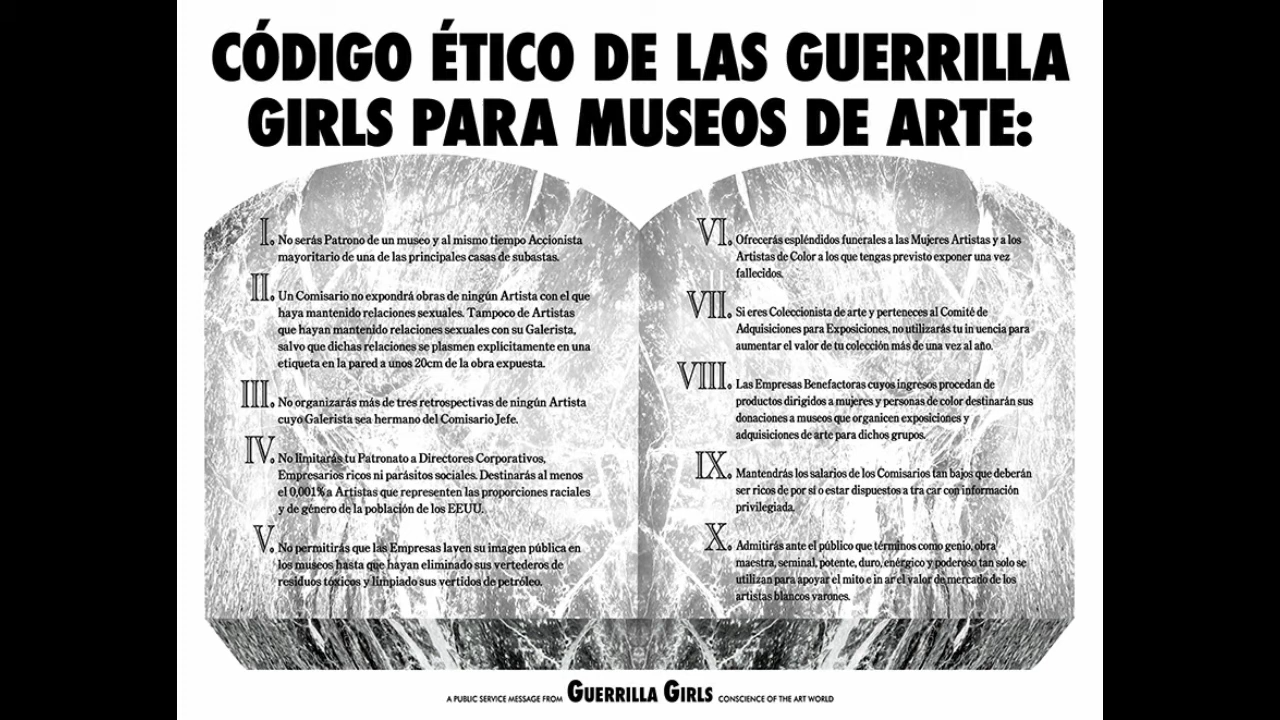 CÓDIGO ÉTICO DE LAS GUERRILLA
GIRLS PARA MUSEOS DE ARTE:
I. No serás Patrono de un museo y al mismo tiempo Accionista
mayoritario de una de las principales casas de subastas.
II. Un Comisario no expondrá obras de ningún Artista con el que
haya mantenido relaciones sexuales. Tampoco de Artistas
que hayan mantenido relaciones sexuales con su Galerista,
salvo que dichas relaciones se plasmen explícitamente en una
etiqueta en la pared a unos 20cm de la obra expuesta.
III. No organizarás más de tres retrospectivas de ningún Artista
cuyo Galerista sea hermano del Comisario Jefe.
IV. No limitarás tu Patronato a Directores Corporativos,
Empresarios ricos ni parásitos sociales. Destinarás al menos
el 0,001% a Artistas que representen las proporciones raciales
y de género de la población de los EEUU.
V. No permitirás que las Empresas laven su imagen pública en
los museos hasta que hayan eliminado sus vertederos de
residuos tóxicos y limpiado sus vertidos de petróleo.
VI. Ofrecerás espléndidos funerales a las Mujeres Artistas y a los
Artistas de Color a los que tengas previsto exponer una vez
fallecidos.
VII. Si eres Coleccionista de arte y perteneces al Comité de
Adquisiciones para Exposiciones, no utilizarás tu in uencia para
aumentar el valor de tu colección más de una vez al año.
VIII. Las Empresas Benefactoras cuyos ingresos procedan de
productos dirigidos a mujeres y personas de color destinarán sus
donaciones a museos que organicen exposiciones y
adquisiciones de arte para dichos grupos.
IX. Mantendrás los salarios de los Comisarios tan bajos que deberán
ser ricos de por sí o estar dispuestos a tra car con información
privilegiada.
X. Admitirás ante el público que términos como genio, obra
maestra, seminal, potente, duro, enérgico y poderoso tan solo se
utilizan para apoyar el mito e in ar el valor de mercado de los
artistas blancos varones.
A PUBLIC SERVICE MESSAGE FROM GUERRILLA GIRLS CONSCIENCE OF THE ART WORLD